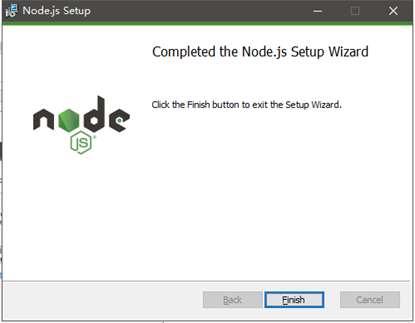 Node.js Setup
Completed the Node.js Setup Wizard
Click the Finish button to exit the Setup Wizard.
node
JS
Back
Finish
Cancel